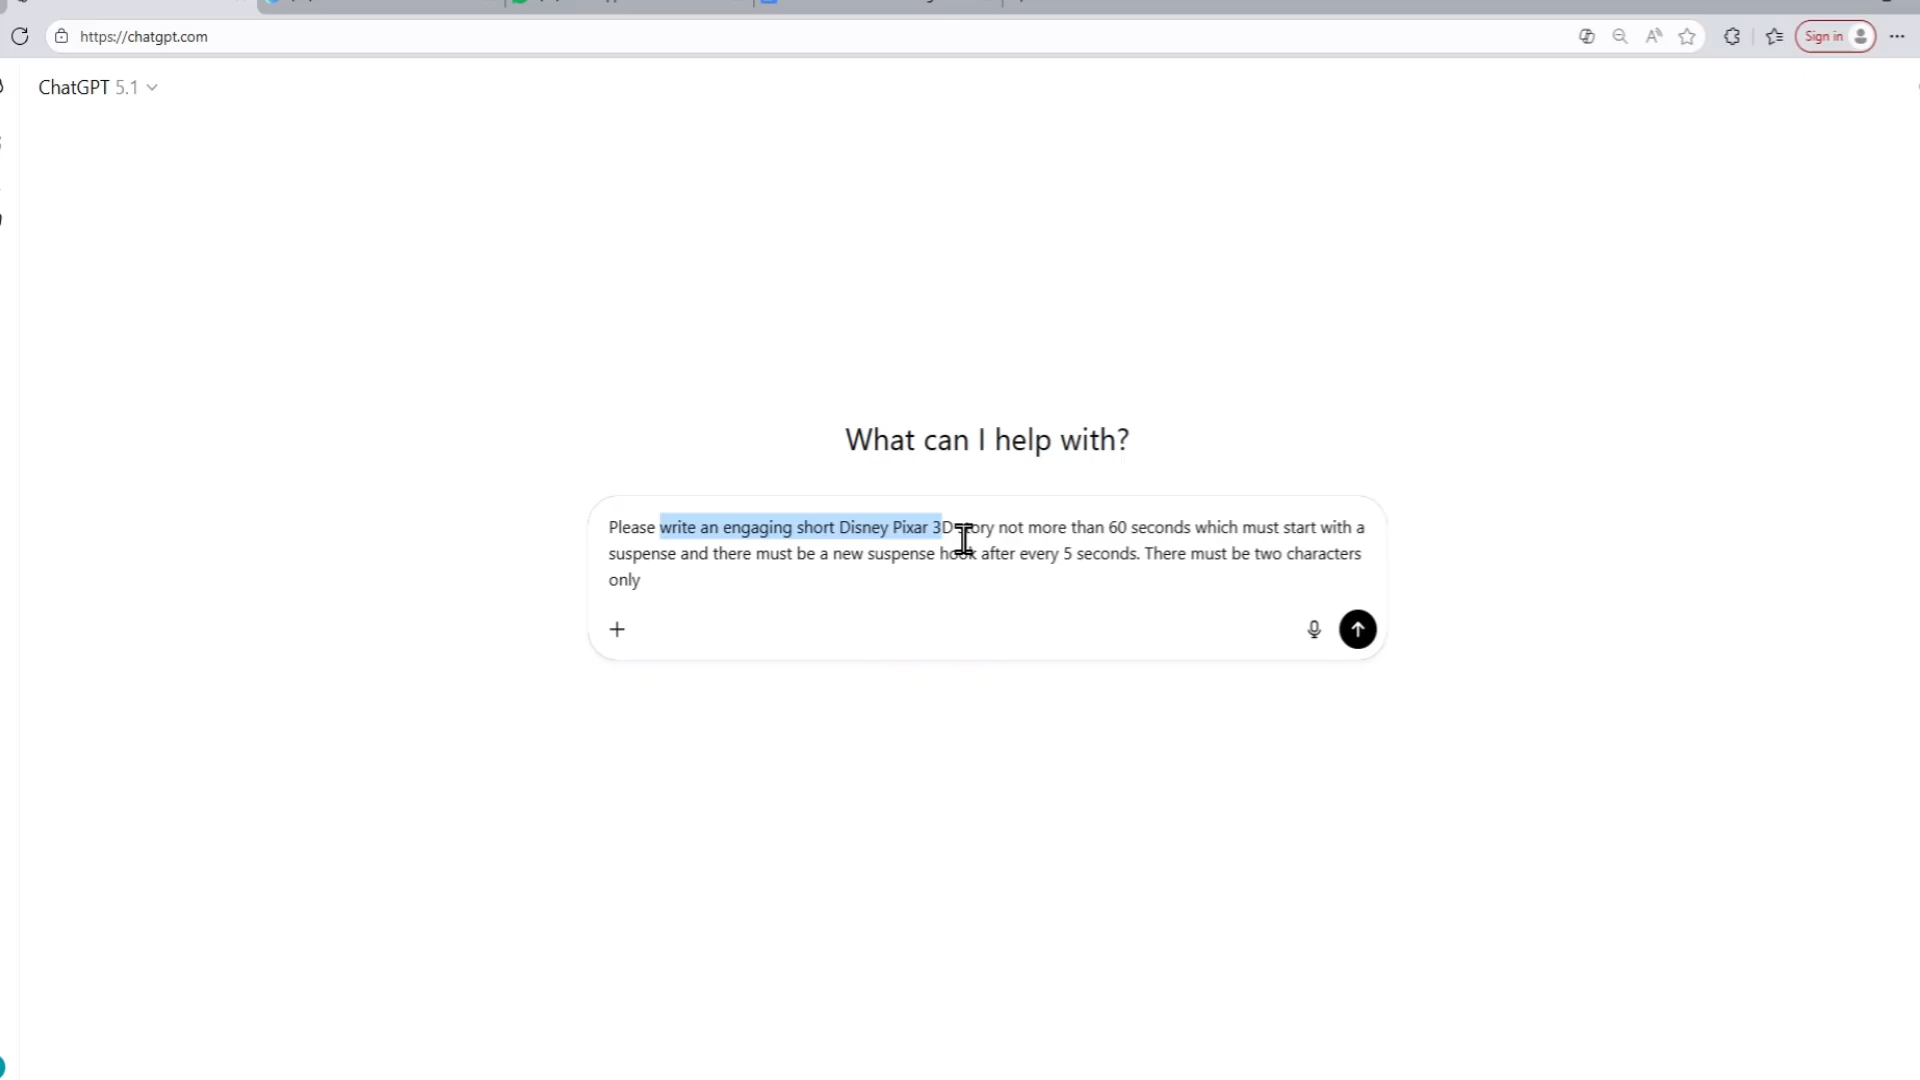 https://chatgpt.com
Sign in
ChatGPT 5.1
What can I help with?
Please write an engaging short Disney Pixar 3D story not more than 60 seconds which must start with a
suspense and there must be a new suspense hook after every 5 seconds. There must be two characters
only